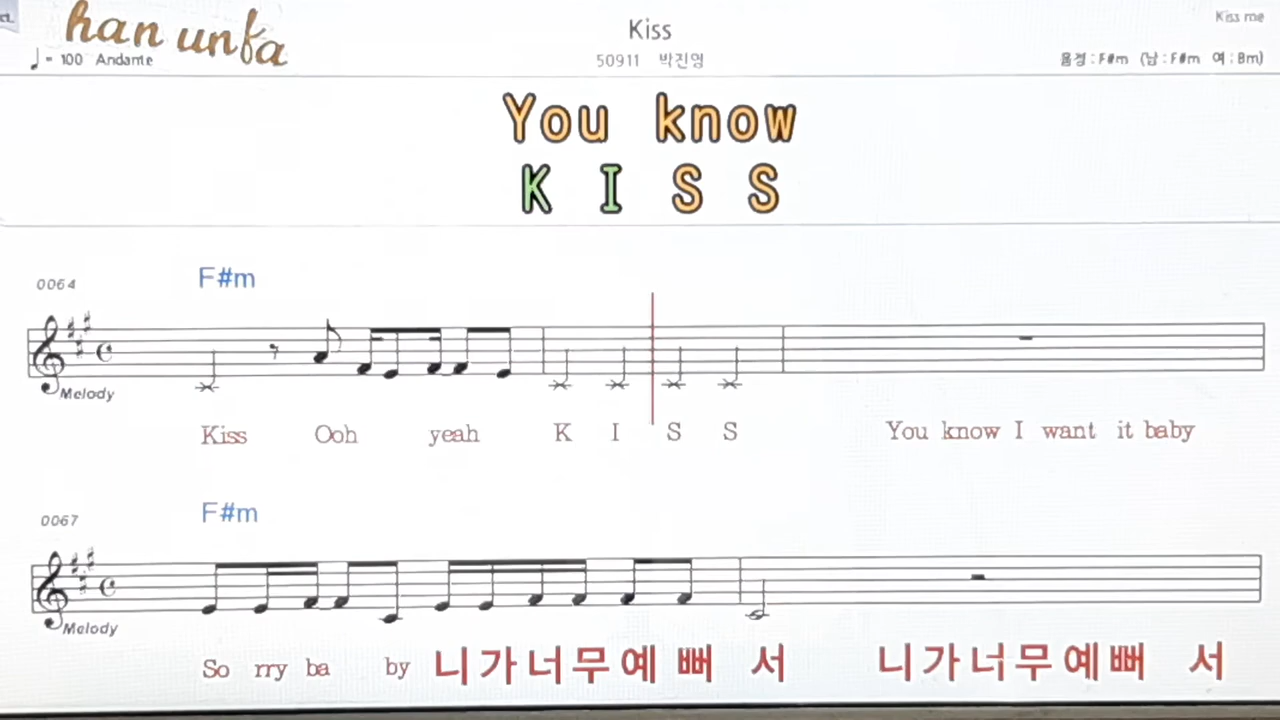 han unfa
Kiss
Kiss me
♩= 100 Andante
50911 박진영
음정 : F#m (남 : F#m 여 : Bm)
You know
K I S S
0064
F#m
Melody
Kiss Ooh yeah K I S S You know I want it baby
0067
F#m
Melody
So rry ba by 니가너무예뻐 서 니가너무예뻐 서